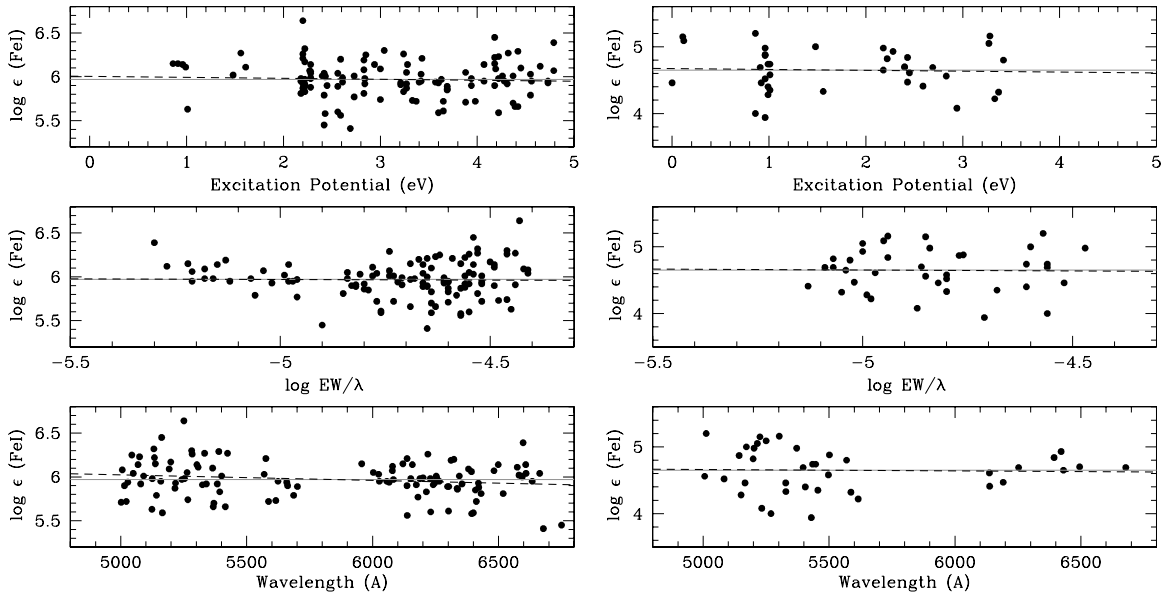 6.5
6
5.5
log ϵ (FeI)
0 1 2 3 4 5
Excitation Potential (eV)
5
4
log ϵ (FeI)
0 1 2 3 4 5
Excitation Potential (eV)
6.5
6
5.5
log ϵ (FeI)
−5.5 −5 −4.5
log EW/λ
5
4
log ϵ (FeI)
−5.5 −5 −4.5
log EW/λ
6.5
6
5.5
log ϵ (FeI)
5000 5500 6000 6500
Wavelength (A)
5
4
log ϵ (FeI)
5000 5500 6000 6500
Wavelength (A)